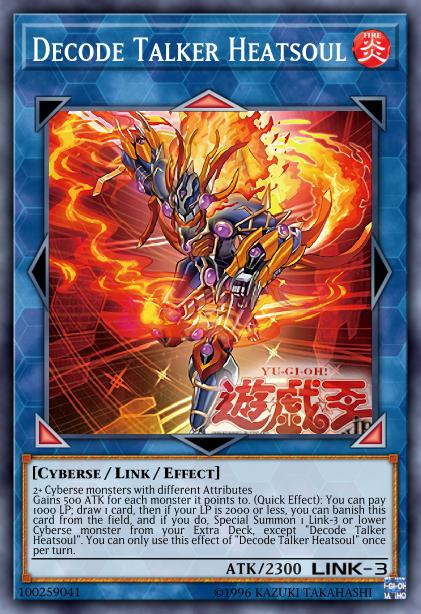 DECODE TALKER HEATSOUL
FIRE
炎
YU-GI-OH!
遊戯王
.jp
[CYBERSE / LINK / EFFECT]
2+ Cyberse monsters with different Attributes
Gains 500 ATK for each monster it points to. (Quick Effect): You can pay
1000 LP; draw 1 card, then if your LP is 2000 or less, you can banish this
card from the field, and if you do, Special Summon 1 Link-3 or lower
Cyberse monster from your Extra Deck, except "Decode Talker
Heatsoul". You can only use this effect of "Decode Talker Heatsoul" once
per turn.
ATK/2300 LINK-3
100259041
©1996 KAZUKI TAKAHASHI